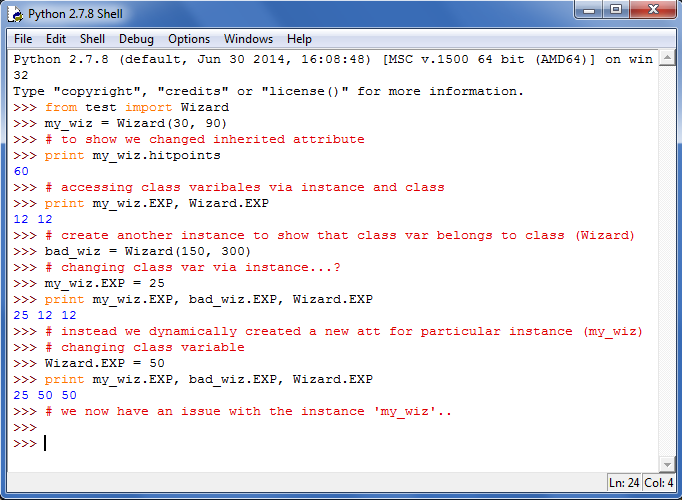 Python 2.7.8 Shell
File Edit Shell Debug Options Windows Help
Python 2.7.8 (default, Jun 30 2014, 16:08:48) [MSC v.1500 64 bit (AMD64)] on win
32
Type "copyright", "credits" or "license()" for more information.
>>> from test import Wizard
>>> my_wiz = Wizard(30, 90)
>>> # to show we changed inherited attribute
>>> print my_wiz.hitpoints
60
>>> # accessing class varibales via instance and class
>>> print my_wiz.EXP, Wizard.EXP
12 12
>>> # create another instance to show that class var belongs to class (Wizard)
>>> bad_wiz = Wizard(150, 300)
>>> # changing class var via instance...?
>>> my_wiz.EXP = 25
>>> print my_wiz.EXP, bad_wiz.EXP, Wizard.EXP
25 12 12
>>> # instead we dynamically created a new att for particular instance (my_wiz)
>>> # changing class variable
>>> Wizard.EXP = 50
>>> print my_wiz.EXP, bad_wiz.EXP, Wizard.EXP
25 50 50
>>> # we now have an issue with the instance 'my_wiz'..
>>>
>>>
Ln: 24 Col: 4